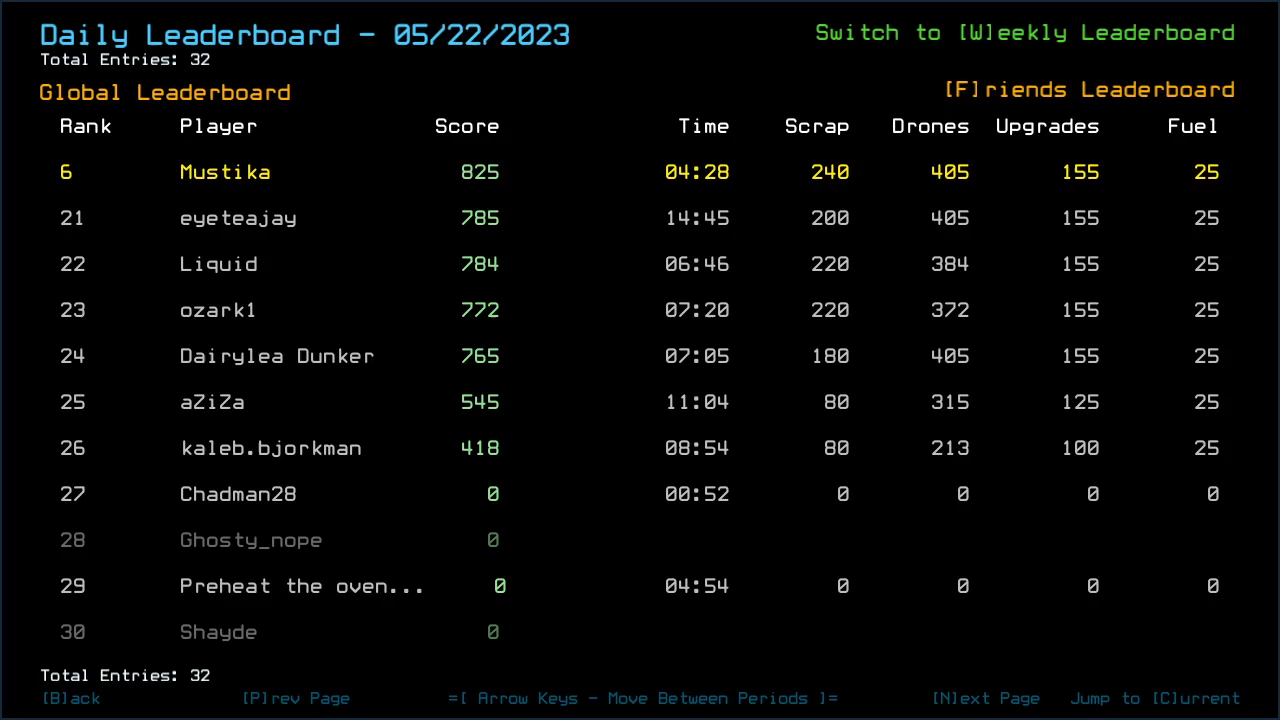 Daily Leaderboard - 05/22/2023 Switch to [W]eekly Leaderboard
Total Entries: 32
Global Leaderboard [F]riends Leaderboard
Rank Player Score Time Scrap Drones Upgrades Fuel
6 Mustika 825 04:28 240 405 155 25
21 eyeteajay 785 14:45 200 405 155 25
22 Liquid 784 06:46 220 384 155 25
23 ozark1 772 07:20 220 372 155 25
24 Dairylea Dunker 765 07:05 180 405 155 25
25 aZiZa 545 11:04 80 315 125 25
26 kaleb.bjorkman 418 08:54 80 213 100 25
27 Chadman28 0 00:52 0 0 0 0
28 Ghosty_nope 0
29 Preheat the oven... 0 04:54 0 0 0 0
30 Shayde 0
Total Entries: 32
[B]ack [P]rev Page =[ Arrow Keys - Move Between Periods ]= [N]ext Page Jump to [C]urrent